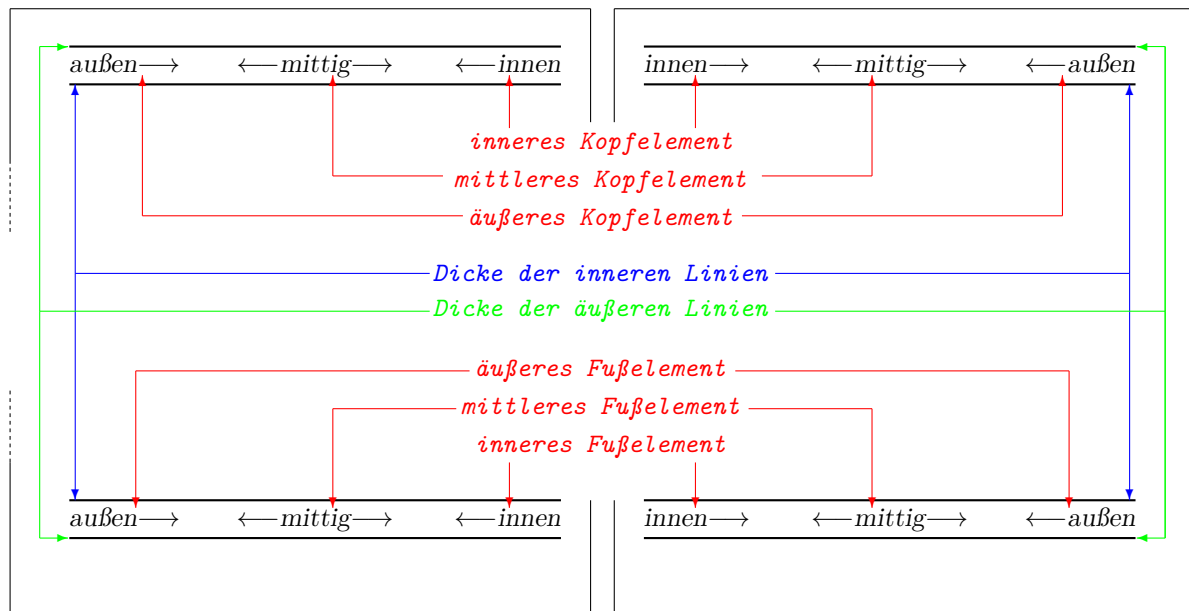 außen⟶ ⟵mittig⟶ ⟵innen innen⟶ ⟵mittig⟶ ⟵außen
inneres Kopfelement
mittleres Kopfelement
äußeres Kopfelement
Dicke der inneren Linien
Dicke der äußeren Linien
äußeres Fußelement
mittleres Fußelement
inneres Fußelement
außen⟶ ⟵mittig⟶ ⟵innen innen⟶ ⟵mittig⟶ ⟵außen